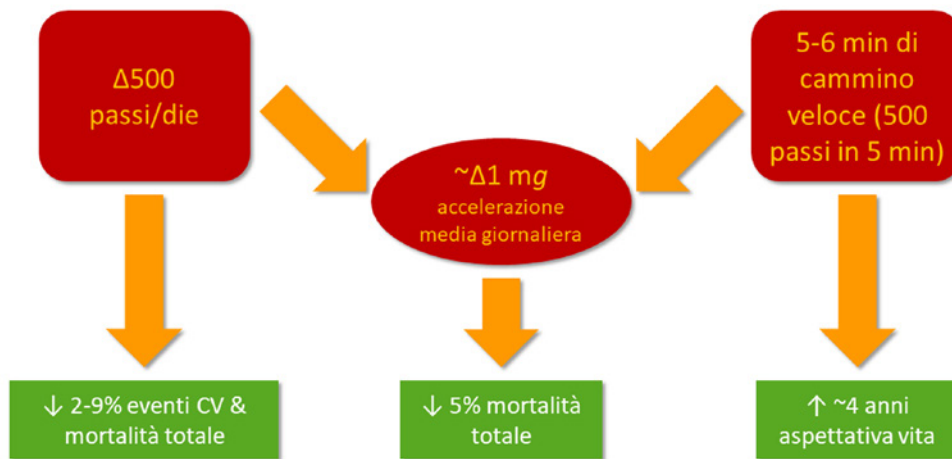 Δ500
passi/die
5-6 min di
cammino
veloce (500
passi in 5 min)
~Δ1 mg
accelerazione
media giornaliera
↓ 2-9% eventi CV &
mortalità totale
↓ 5% mortalità
totale
↑ ~4 anni
aspettativa vita